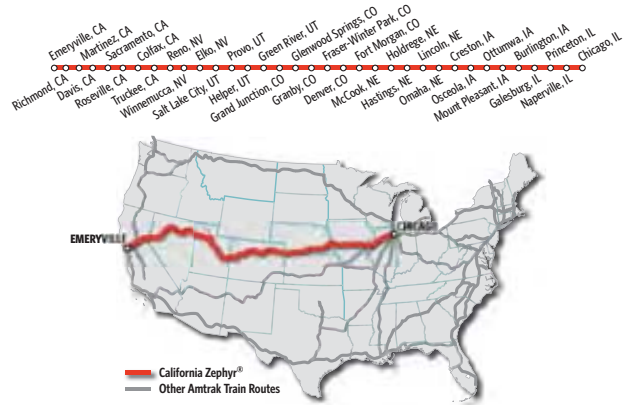 Emeryville, CA
Martinez, CA
Sacramento, CA
Colfax, CA
Reno, NV
Elko, NV
Provo, UT
Green River, UT
Glenwood Springs, CO
Fraser-Winter Park, CO
Fort Morgan, CO
Holdrege, NE
Lincoln, NE
Creston, IA
Ottumwa, IA
Burlington, IA
Princeton, IL
Chicago, IL
Richmond, CA
Davis, CA
Roseville, CA
Truckee, CA
Winnemucca, NV
Salt Lake City, UT
Helper, UT
Grand Junction, CO
Granby, CO
Denver, CO
McCook, NE
Hastings, NE
Omaha, NE
Osceola, IA
Mount Pleasant, IA
Galesburg, IL
Naperville, IL
EMERYVILLE
CHICAGO
California Zephyr®
Other Amtrak Train Routes